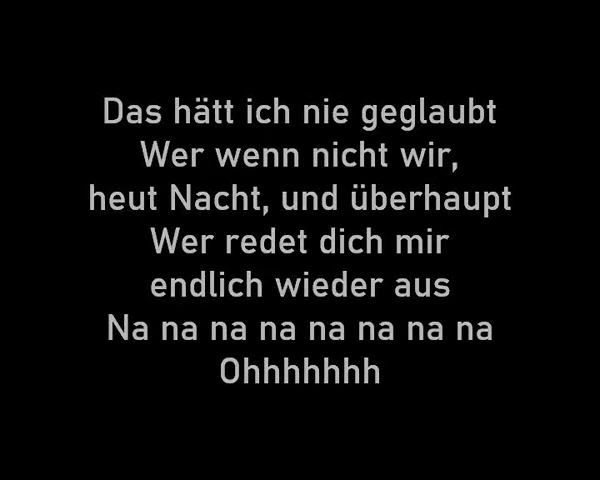 Das hätt ich nie geglaubt
Wer wenn nicht wir,
heut Nacht, und überhaupt
Wer redet dich mir
endlich wieder aus
Na na na na na na na na
Ohhhhhhh